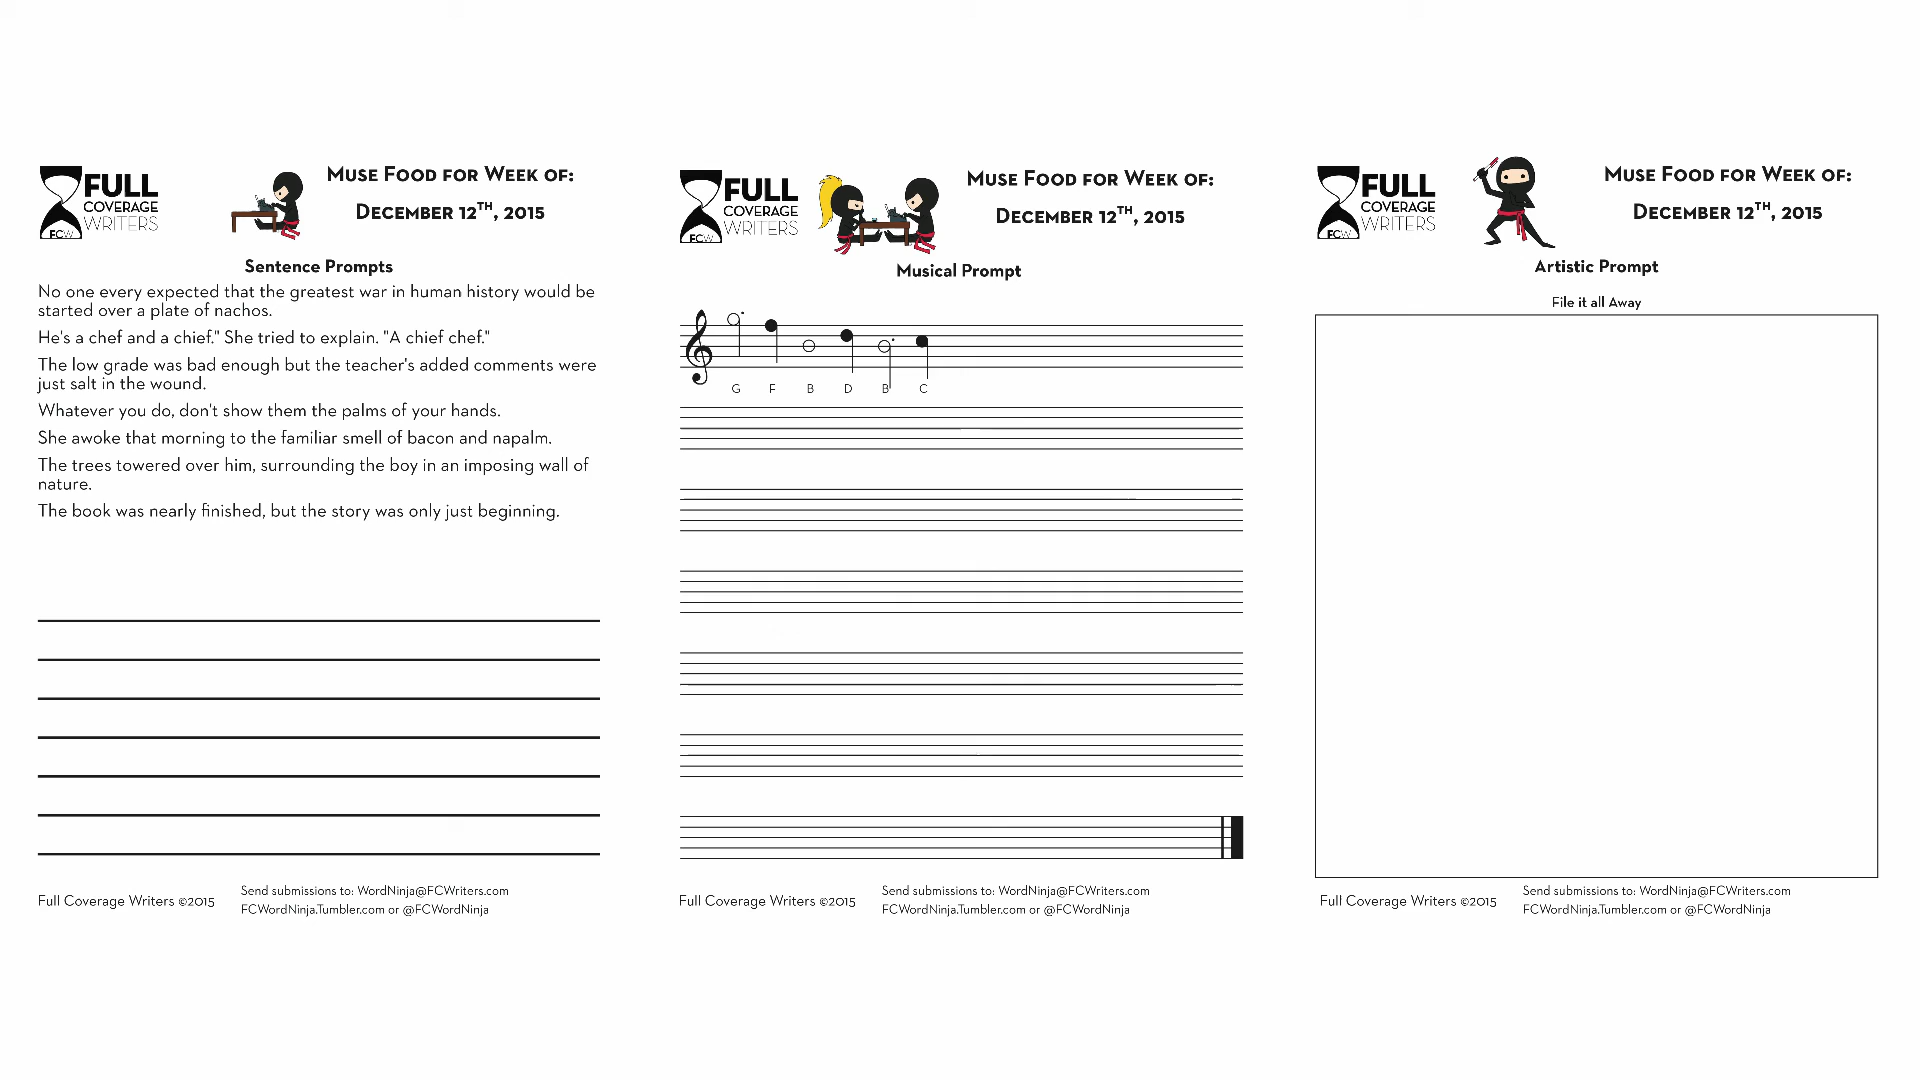 FULL
COVERAGE
WRITERS
FCW
MUSE FOOD FOR WEEK OF:
DECEMBER 12TH, 2015
Sentence Prompts
No one every expected that the greatest war in human history would be
started over a plate of nachos.
He's a chef and a chief." She tried to explain. "A chief chef."
The low grade was bad enough but the teacher's added comments were
just salt in the wound.
Whatever you do, don't show them the palms of your hands.
She awoke that morning to the familiar smell of bacon and napalm.
The trees towered over him, surrounding the boy in an imposing wall of
nature.
The book was nearly finished, but the story was only just beginning.
Full Coverage Writers ©2015
Send submissions to: WordNinja@FCWriters.com
FCWordNinja.Tumbler.com or @FCWordNinja
FULL
COVERAGE
WRITERS
FCW
MUSE FOOD FOR WEEK OF:
DECEMBER 12TH, 2015
Musical Prompt
G F B D B C
Full Coverage Writers ©2015
Send submissions to: WordNinja@FCWriters.com
FCWordNinja.Tumbler.com or @FCWordNinja
FULL
COVERAGE
WRITERS
FCW
MUSE FOOD FOR WEEK OF:
DECEMBER 12TH, 2015
Artistic Prompt
File it all Away
Full Coverage Writers ©2015
Send submissions to: WordNinja@FCWriters.com
FCWordNinja.Tumbler.com or @FCWordNinja